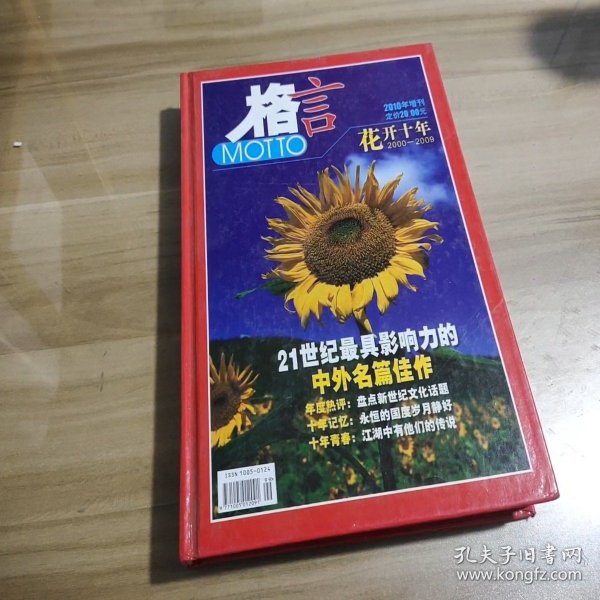 格言
MOTTO
2010年增刊
定价20.00元
花开十年
2000—2009
21世纪最具影响力的
中外名篇佳作
年度热评：盘点新世纪文化话题
十年记忆：永恒的国度岁月静好
十年青春：江湖中有他们的传说
ISSN 1005-0124
孔夫子旧书网
www.kongfz.com